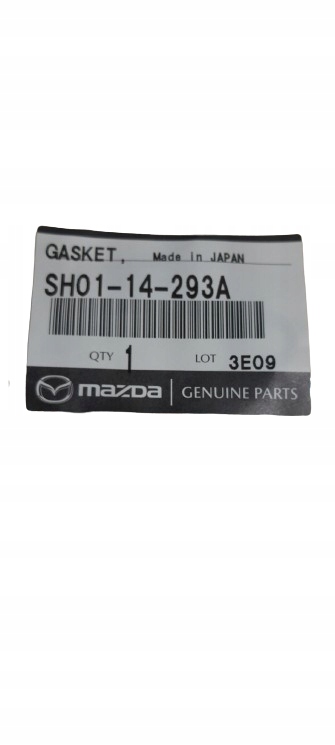 GASKET, Made in JAPAN
SH01-14-293A
QTY 1 LOT 3E09
mazda GENUINE PARTS